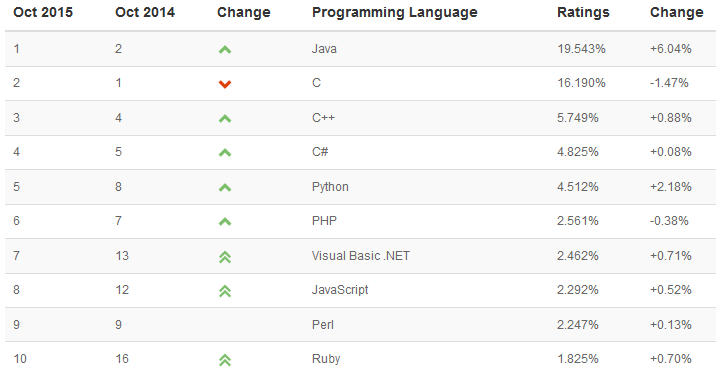 Oct 2015 Oct 2014 Change Programming Language Ratings Change
1 2 Java 19.543% +6.04%
2 1 C 16.190% -1.47%
3 4 C++ 5.749% +0.88%
4 5 C# 4.825% +0.08%
5 8 Python 4.512% +2.18%
6 7 PHP 2.561% -0.38%
7 13 Visual Basic .NET 2.462% +0.71%
8 12 JavaScript 2.292% +0.52%
9 9 Perl 2.247% +0.13%
10 16 Ruby 1.825% +0.70%